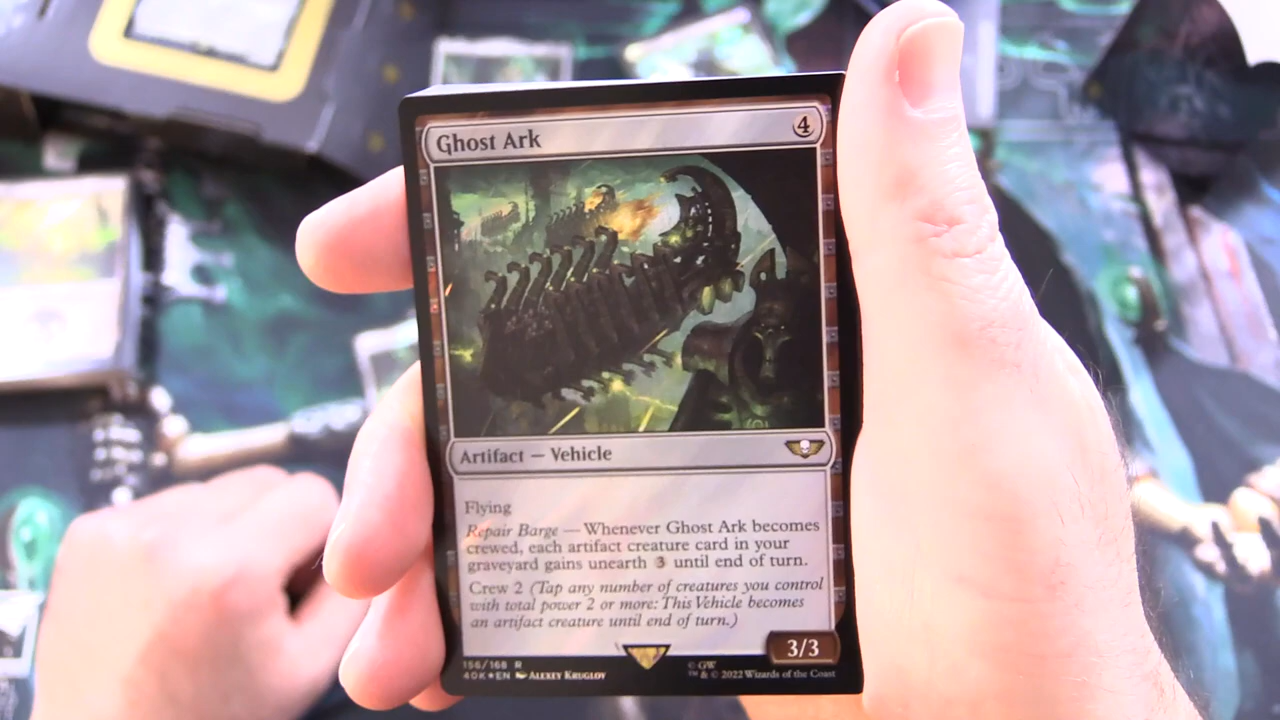 Ghost Ark 4
Artifact — Vehicle
Flying
Repair Barge — Whenever Ghost Ark becomes
crewed, each artifact creature card in your
graveyard gains unearth 3 until end of turn.
Crew 2 (Tap any number of creatures you control
with total power 2 or more: This Vehicle becomes
an artifact creature until end of turn.)
3/3
156/168 R
40K★EN Alexey Kruglov
© GW
™ & © 2022 Wizards of the Coast